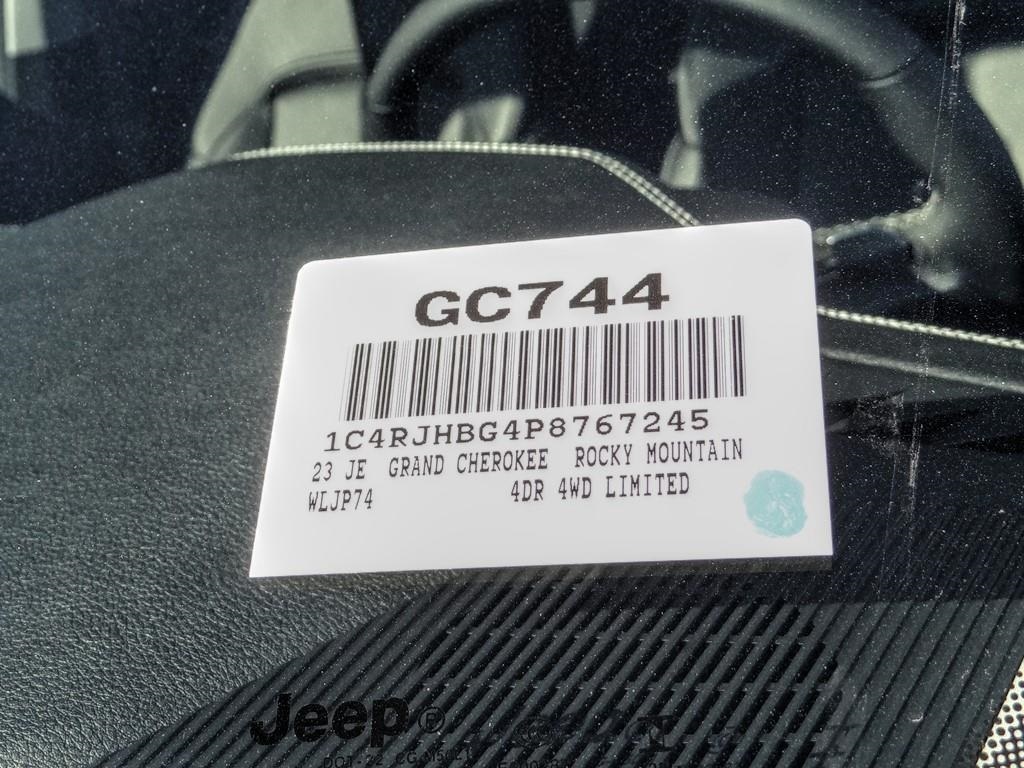 GC744
1C4RJHBG4P8767245
23 JE GRAND CHEROKEE ROCKY MOUNTAIN
WLJP74 4DR 4WD LIMITED
Jeep®